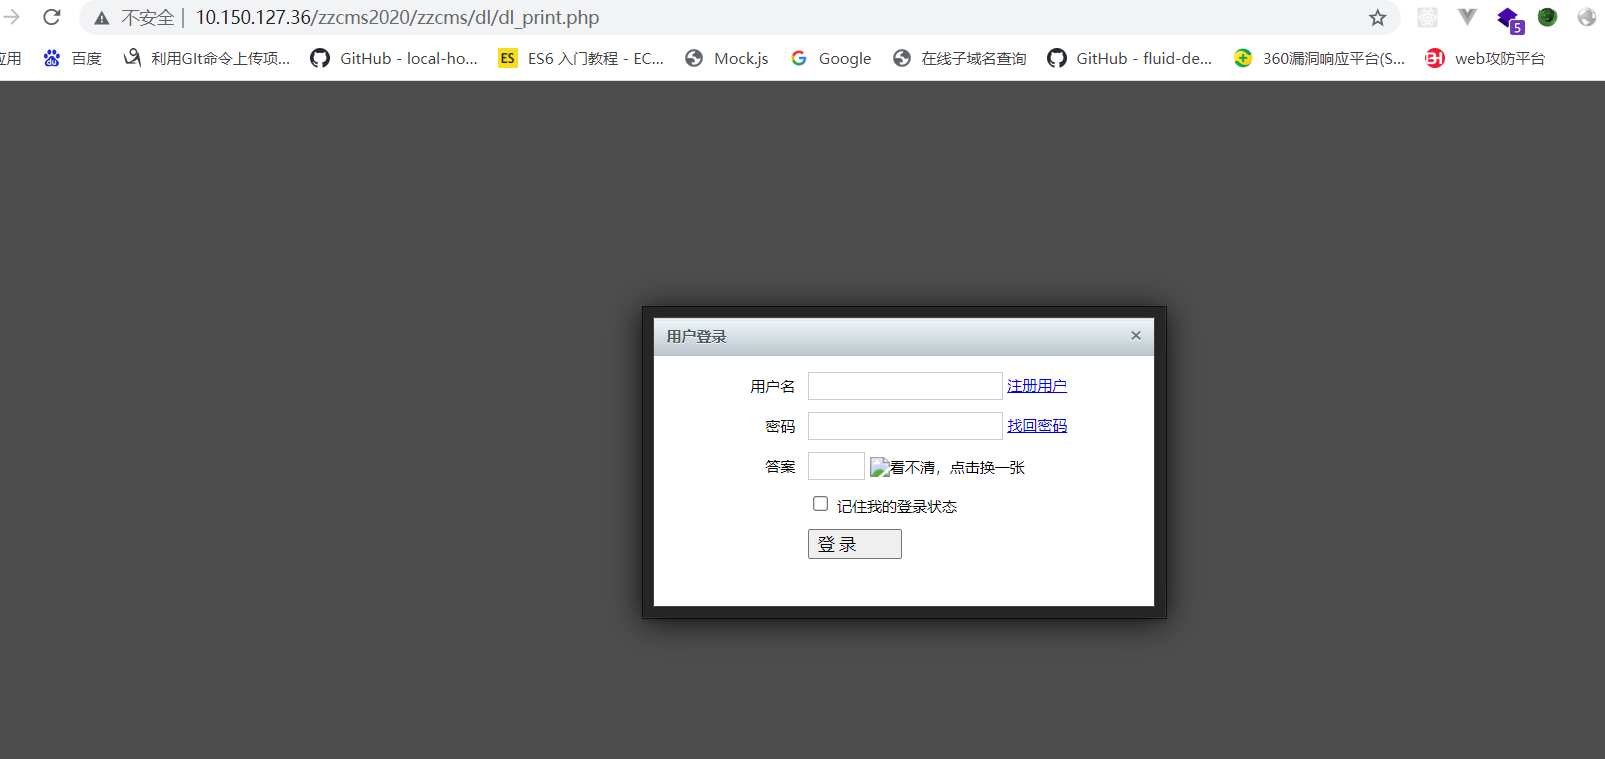 不安全 | 10.150.127.36/zzcms2020/zzcms/dl/dl_print.php
5
应用 百度 利用GIt命令上传项... GitHub - local-ho... ES ES6 入门教程 - EC... Mock.js Google 在线子域名查询 GitHub - fluid-de... 360漏洞响应平台(S... web攻防平台
用户登录 ×
用户名 注册用户
密码 找回密码
答案 看不清，点击换一张
记住我的登录状态
登 录